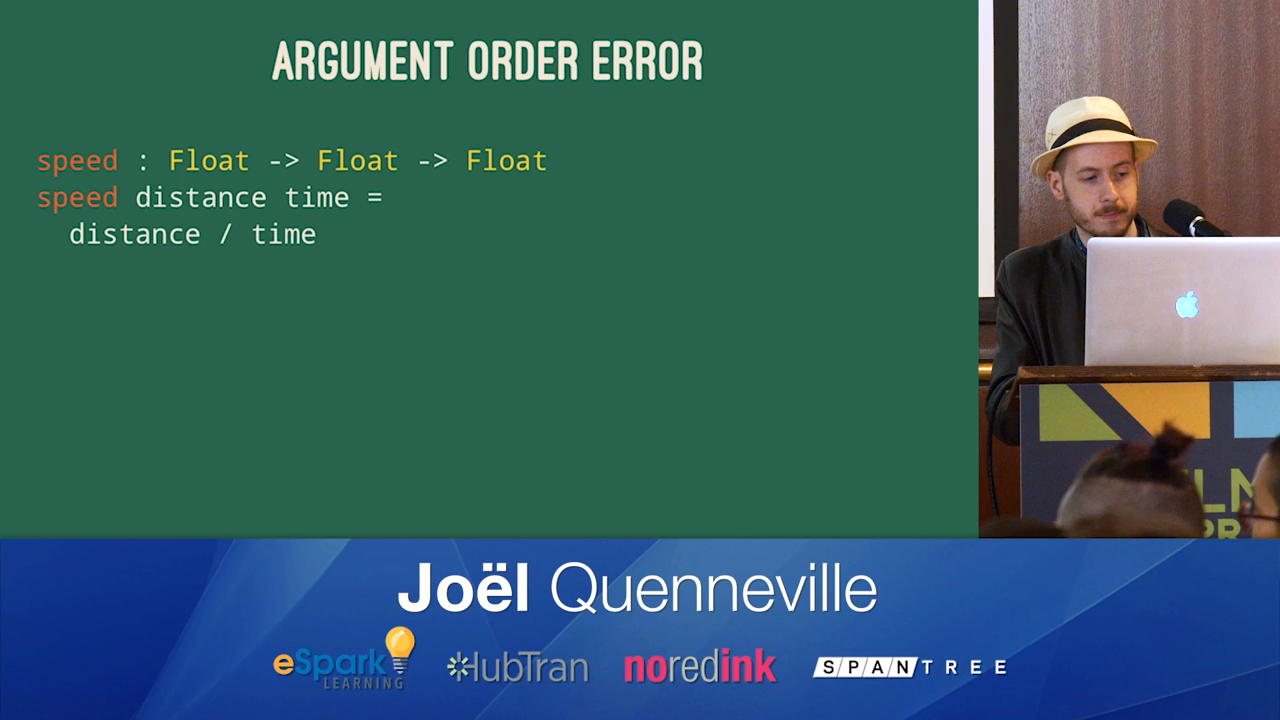 ARGUMENT ORDER ERROR
speed : Float -> Float -> Float
speed distance time =
  distance / time
Joël Quenneville
eSpark
LEARNING
HubTran
noredink
SPANTREE